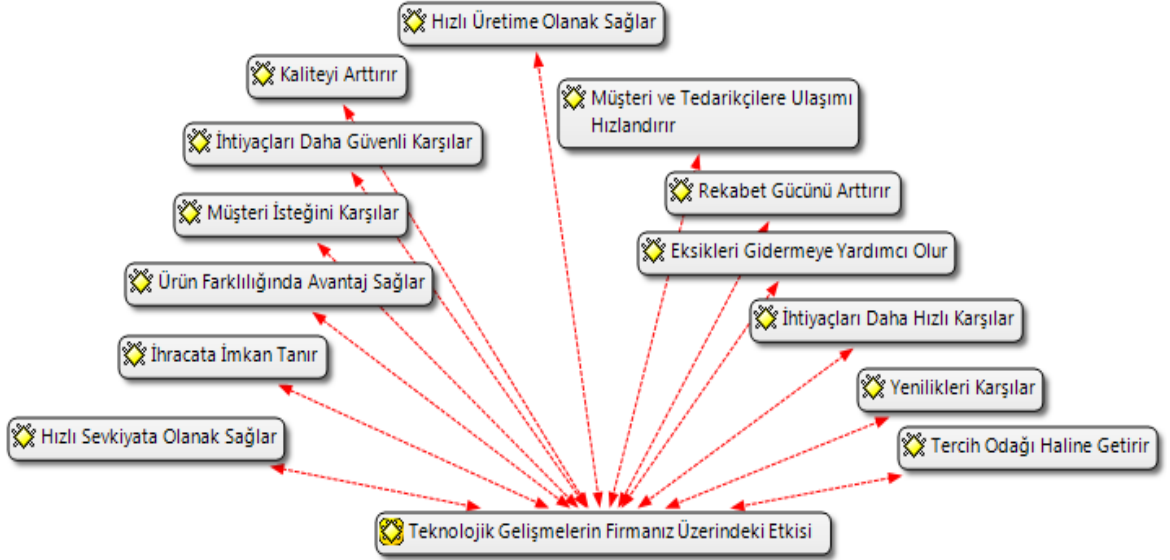 Hızlı Üretime Olanak Sağlar
Kaliteyi Arttırır
Müşteri ve Tedarikçilere Ulaşımı
Hızlandırır
İhtiyaçları Daha Güvenli Karşılar
Rekabet Gücünü Arttırır
Müşteri İsteğini Karşılar
Eksikleri Gidermeye Yardımcı Olur
Ürün Farklılığında Avantaj Sağlar
İhtiyaçları Daha Hızlı Karşılar
İhracata İmkan Tanır
Yenilikleri Karşılar
Hızlı Sevkiyata Olanak Sağlar
Tercih Odağı Haline Getirir
Teknolojik Gelişmelerin Firmanız Üzerindeki Etkisi